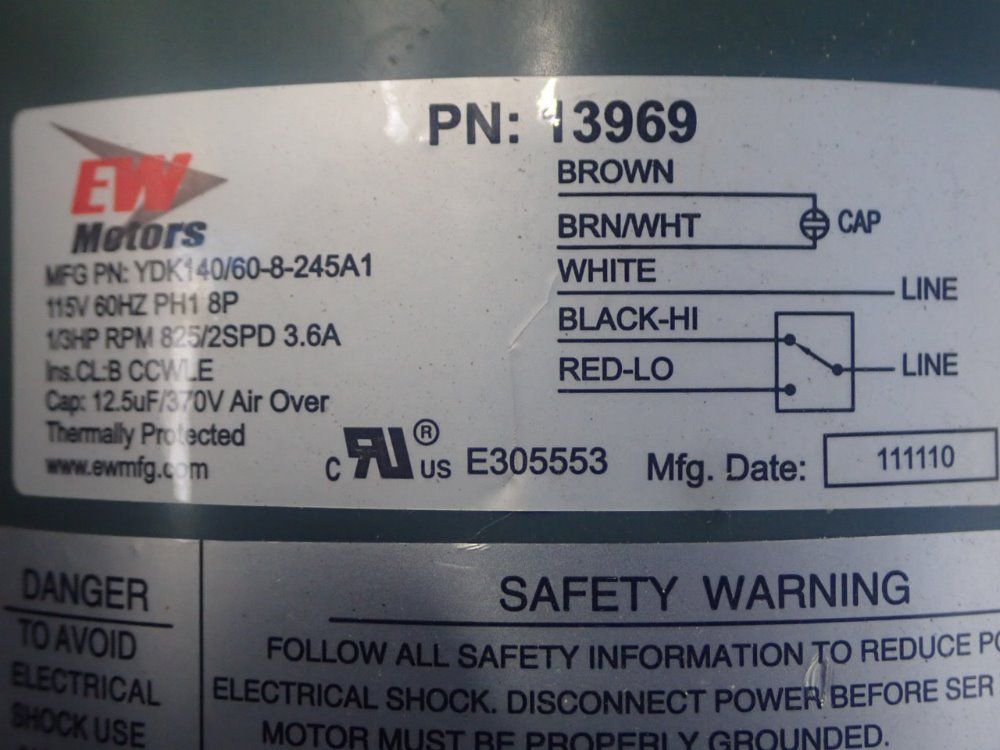 PN: 13969
EW
Motors
MFG PN: YDK140/60-8-245A1
115V 60HZ PH1 8P
1/3HP RPM 825/2SPD 3.6A
Ins.CL:B CCWLE
Cap: 12.5uF/370V Air Over
Thermally Protected
www.ewmfg.com
BROWN
BRN/WHT
CAP
WHITE
LINE
BLACK-HI
RED-LO
LINE
C RU US ® E305553
Mfg. Date: 111110
DANGER
TO AVOID
ELECTRICAL
SHOCK USE
SAFETY WARNING
FOLLOW ALL SAFETY INFORMATION TO REDUCE
ELECTRICAL SHOCK. DISCONNECT POWER BEFORE SER
MOTOR MUST BE PROPERLY GROUNDED.